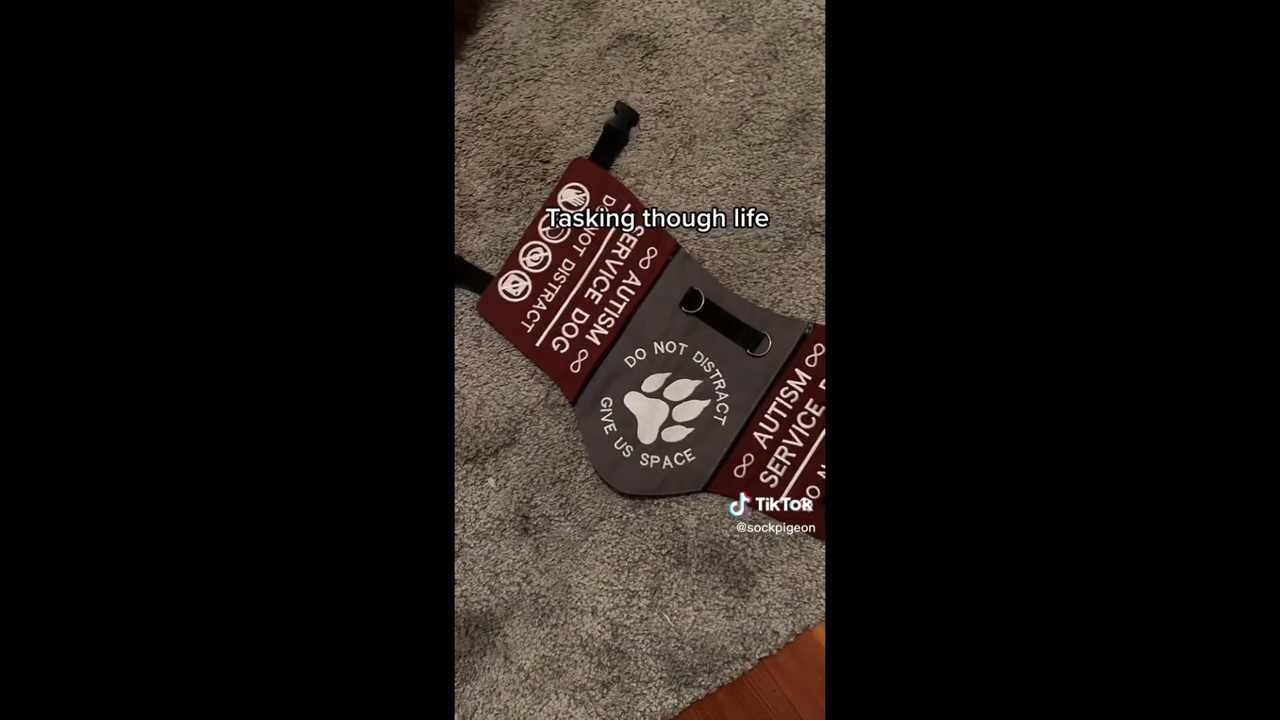 Tasking though life
DO NOT DISTRACT
∞ AUTISM ∞
SERVICE DOG
DO NOT DISTRACT
GIVE US SPACE
∞ AUTISM ∞
SERVICE
TikTok
@sockpigeon